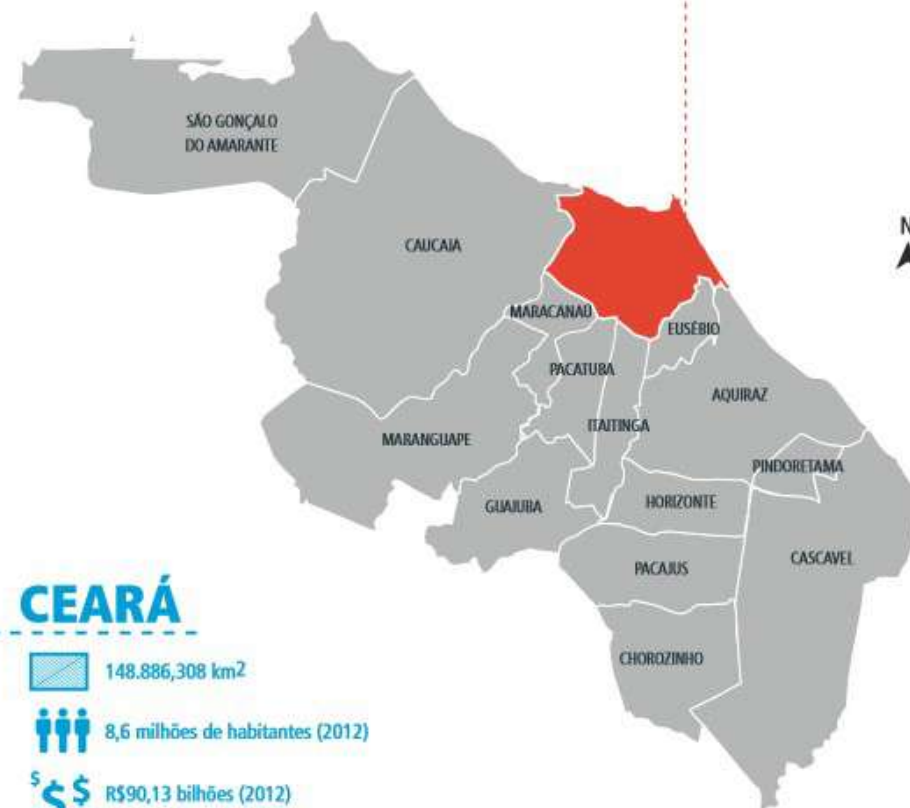 SÃO GONÇALO
DO AMARANTE
CAUCAIA
N
MARACANAÚ
EUSÉBIO
PACATUBA
AQUIRAZ
ITAITINGA
MARANGUAPE
PINDORETAMA
HORIZONTE
GUAIUBA
CASCAVEL
PACAJUS
CHOROZINHO
CEARÁ
148.886,308 km2
8,6 milhões de habitantes (2012)
$ $ $
R$90,13 bilhões (2012)